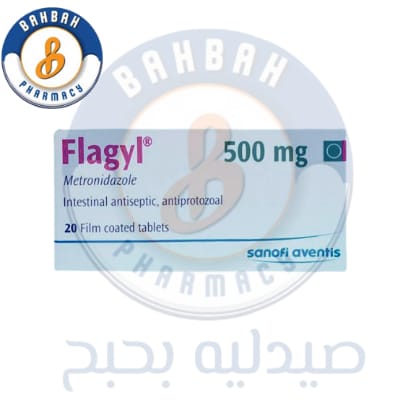 BAHBAH
PHARMACY
BAHBAH
Flagyl® 500 mg
Metronidazole
Intestinal antiseptic, antiprotozoal
20 Film coated tablets
sanofi aventis
PHARMACY
صيدليه بحبح